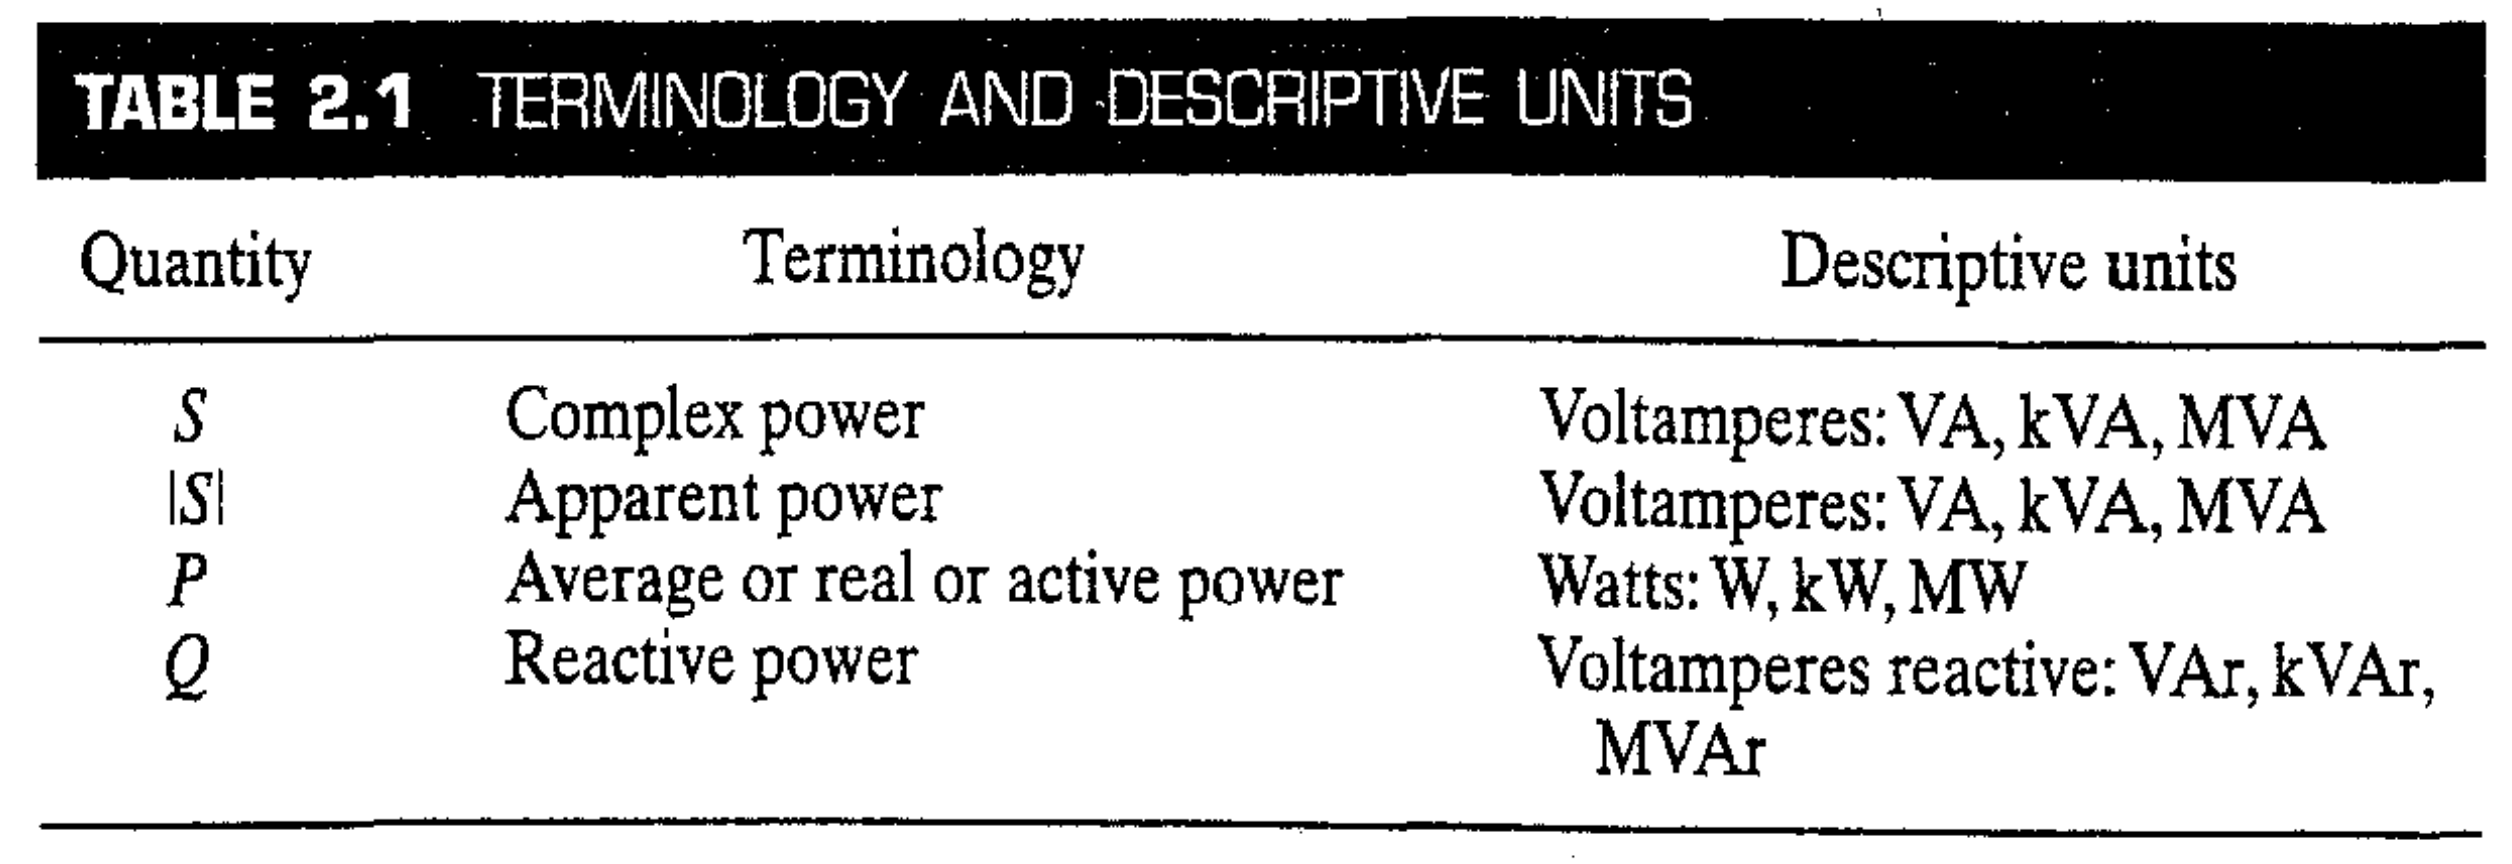 TABLE 2.1 TERMINOLOGY AND DESCRIPTIVE UNITS
Quantity Terminology Descriptive units
S Complex power Voltamperes: VA, kVA, MVA
|S| Apparent power Voltamperes: VA, kVA, MVA
P Average or real or active power Watts: W, kW, MW
Q Reactive power Voltamperes reactive: VAr, kVAr,
MVAr